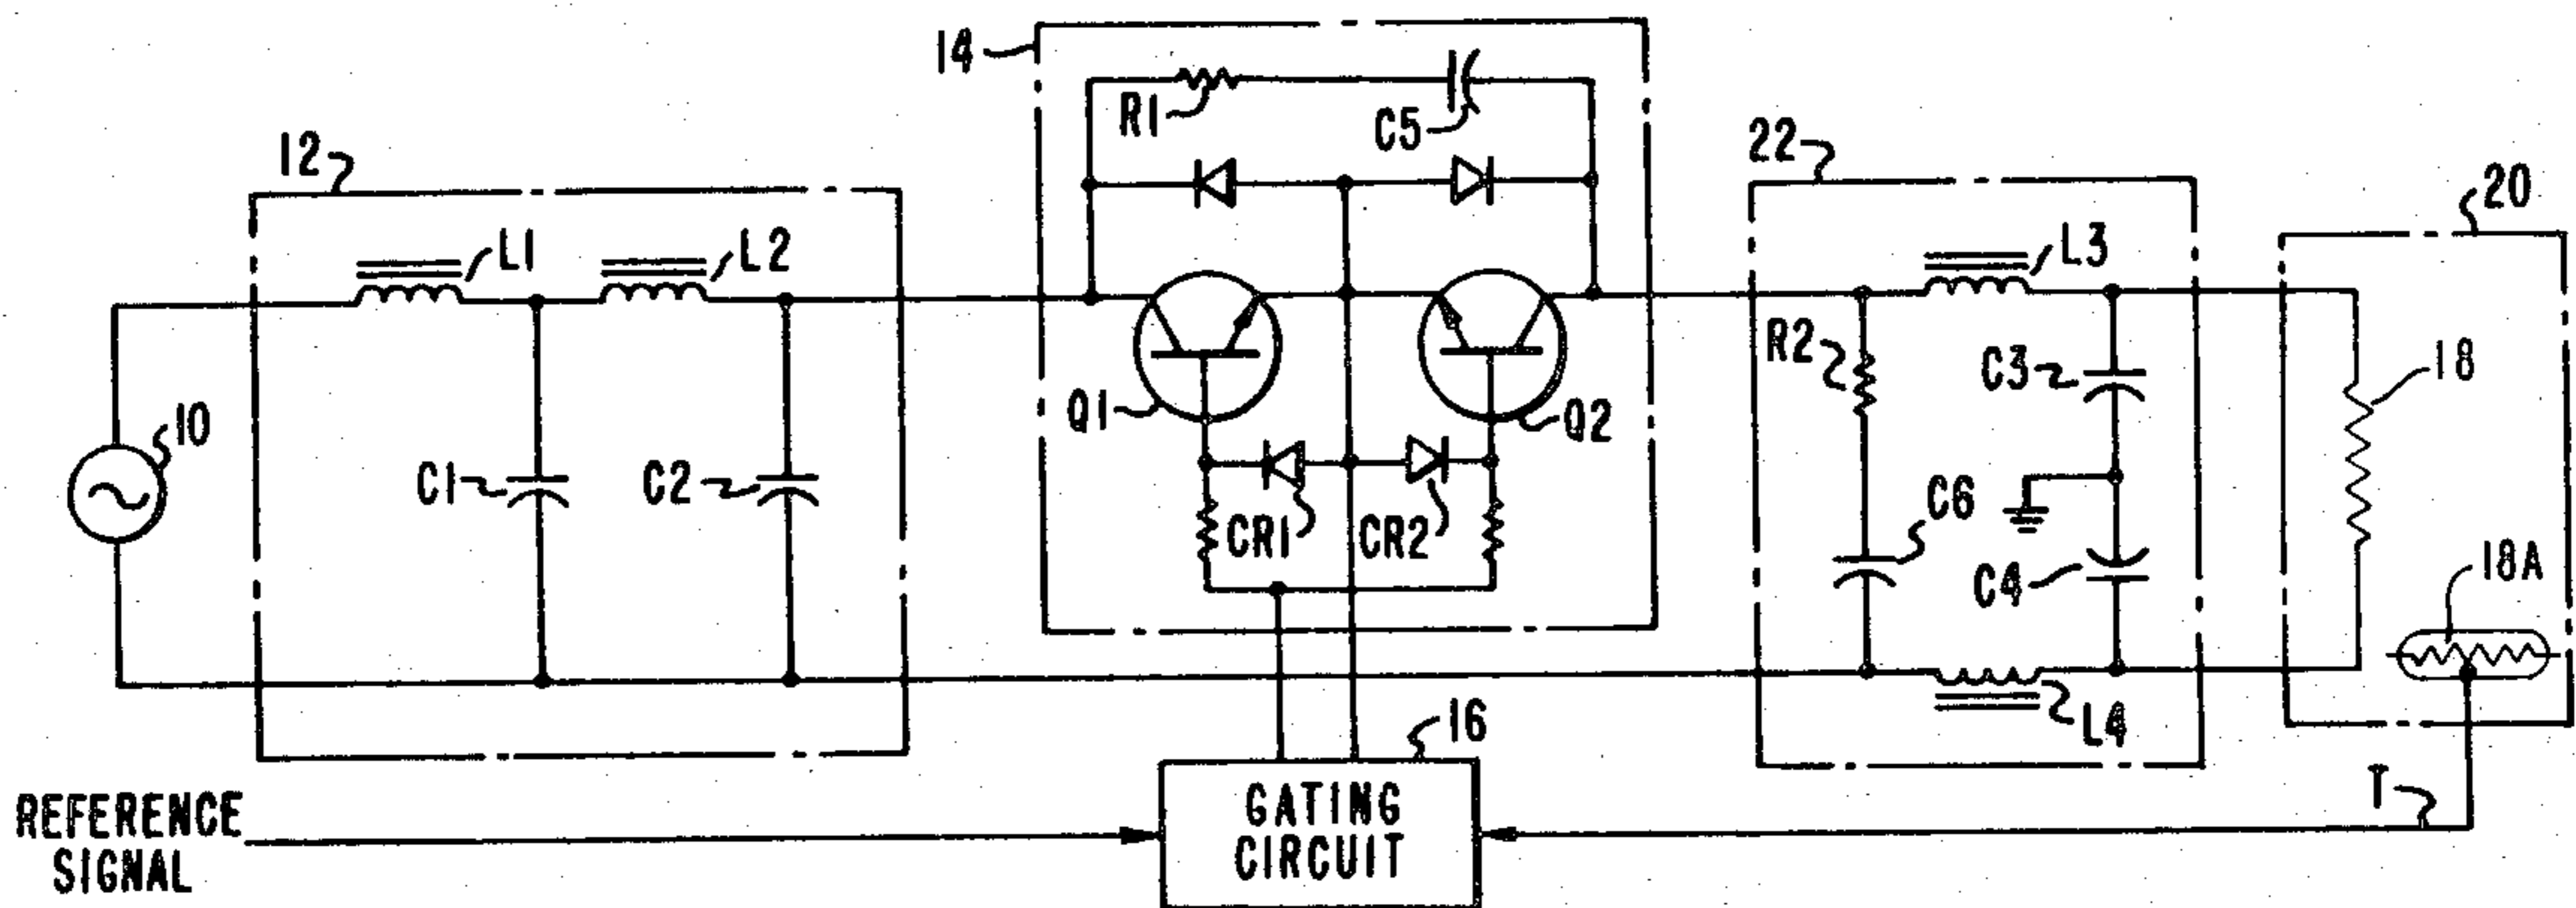 14
R1
C5
12
22
20
L1
L2
L3
10
Q1
Q2
R2
C3
18
C1
C2
CR1
CR2
C6
C4
18A
L4
16
T
REFERENCE
SIGNAL
GATING
CIRCUIT